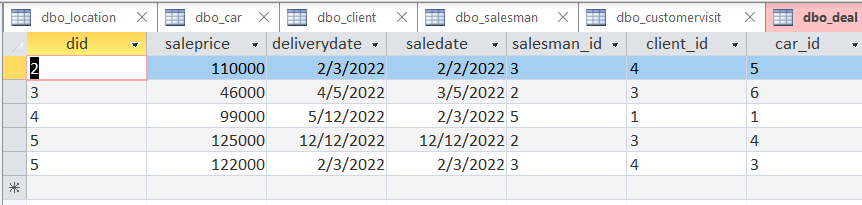 dbo_location dbo_car dbo_client dbo_salesman dbo_customervisit dbo_deal
did saleprice deliverydate saledate salesman_id client_id car_id
2 110000 2/3/2022 2/2/2022 3 4 5
3 46000 4/5/2022 3/5/2022 2 3 6
4 99000 5/12/2022 2/3/2022 5 1 1
5 125000 12/12/2022 12/12/2022 2 3 4
5 122000 2/3/2022 2/3/2022 3 4 3